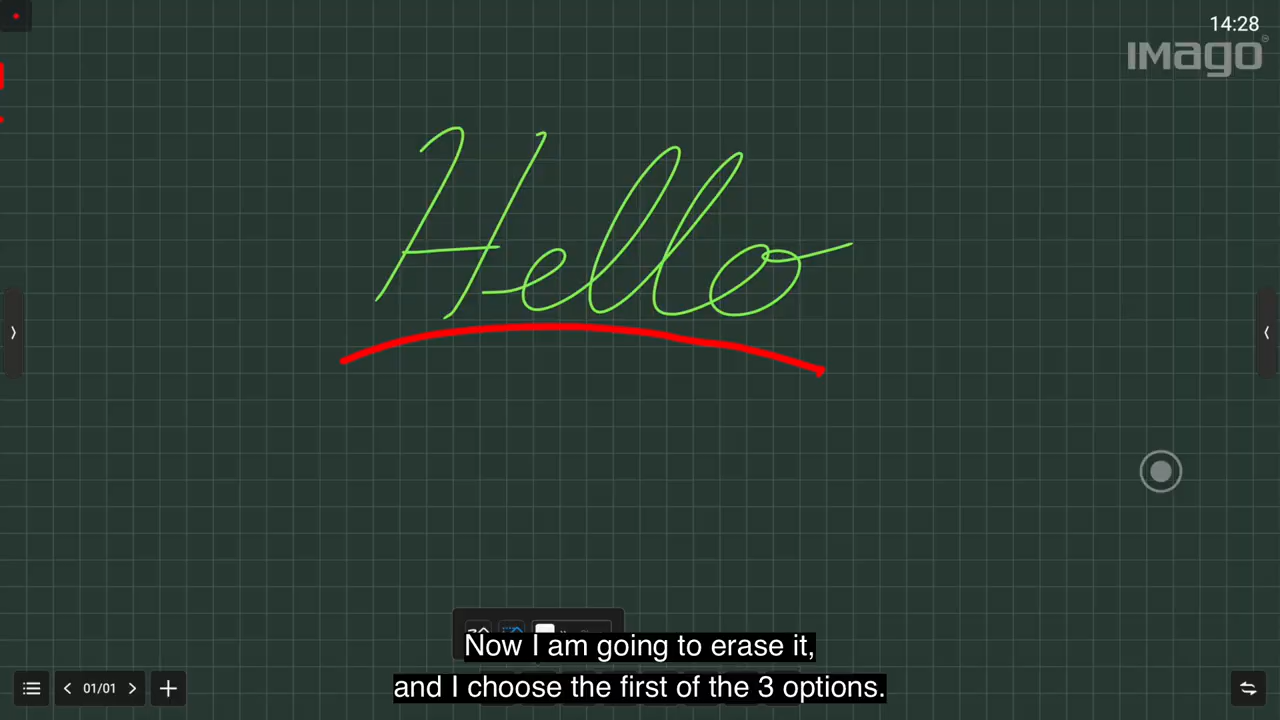 14:28
IMago
Hello
Now I am going to erase it,
and I choose the first of the 3 options.
01/01